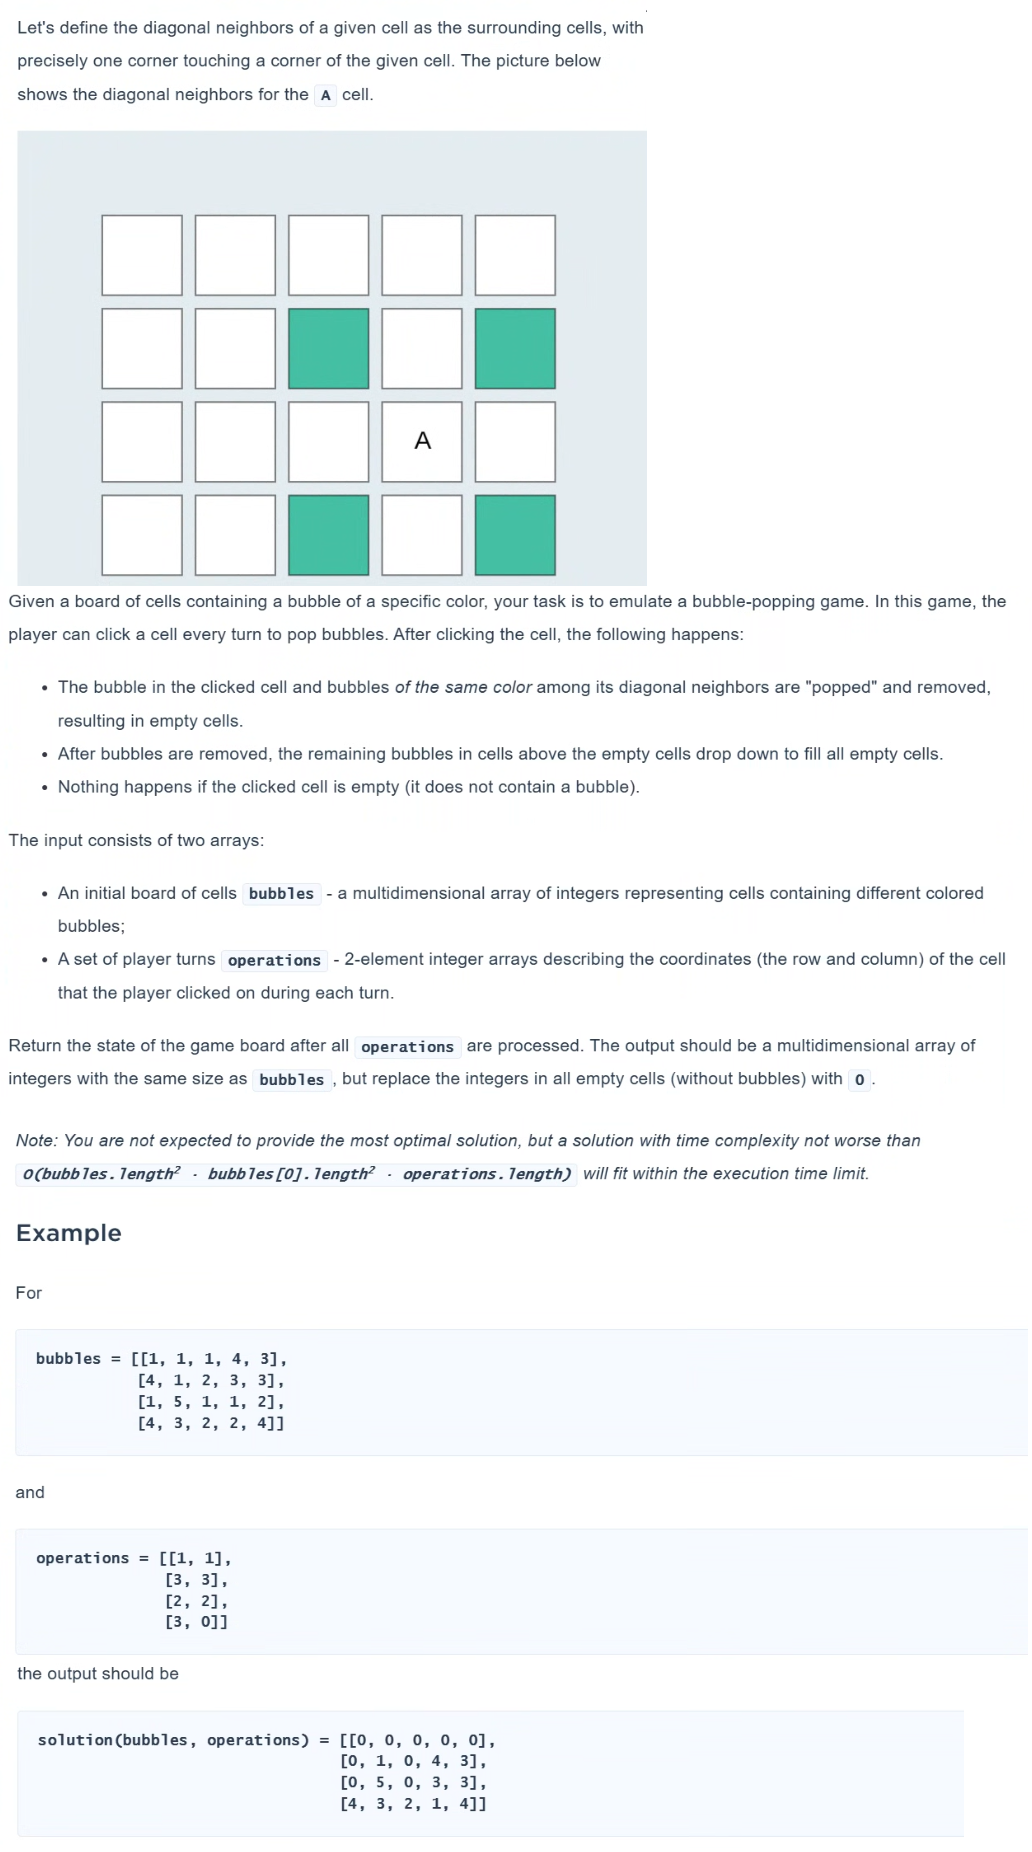 Let's define the diagonal neighbors of a given cell as the surrounding cells, with
precisely one corner touching a corner of the given cell. The picture below
shows the diagonal neighbors for the A cell.
A
Given a board of cells containing a bubble of a specific color, your task is to emulate a bubble-popping game. In this game, the
player can click a cell every turn to pop bubbles. After clicking the cell, the following happens:
• The bubble in the clicked cell and bubbles of the same color among its diagonal neighbors are "popped" and removed,
resulting in empty cells.
• After bubbles are removed, the remaining bubbles in cells above the empty cells drop down to fill all empty cells.
• Nothing happens if the clicked cell is empty (it does not contain a bubble).
The input consists of two arrays:
• An initial board of cells bubbles - a multidimensional array of integers representing cells containing different colored
bubbles;
• A set of player turns operations - 2-element integer arrays describing the coordinates (the row and column) of the cell
that the player clicked on during each turn.
Return the state of the game board after all operations are processed. The output should be a multidimensional array of
integers with the same size as bubbles , but replace the integers in all empty cells (without bubbles) with 0 .
Note: You are not expected to provide the most optimal solution, but a solution with time complexity not worse than
O(bubbles.length² · bubbles[0].length² · operations.length) will fit within the execution time limit.
Example
For
bubbles = [[1, 1, 1, 4, 3],
[4, 1, 2, 3, 3],
[1, 5, 1, 1, 2],
[4, 3, 2, 2, 4]]
and
operations = [[1, 1],
[3, 3],
[2, 2],
[3, 0]]
the output should be
solution(bubbles, operations) = [[0, 0, 0, 0, 0],
[0, 1, 0, 4, 3],
[0, 5, 0, 3, 3],
[4, 3, 2, 1, 4]]